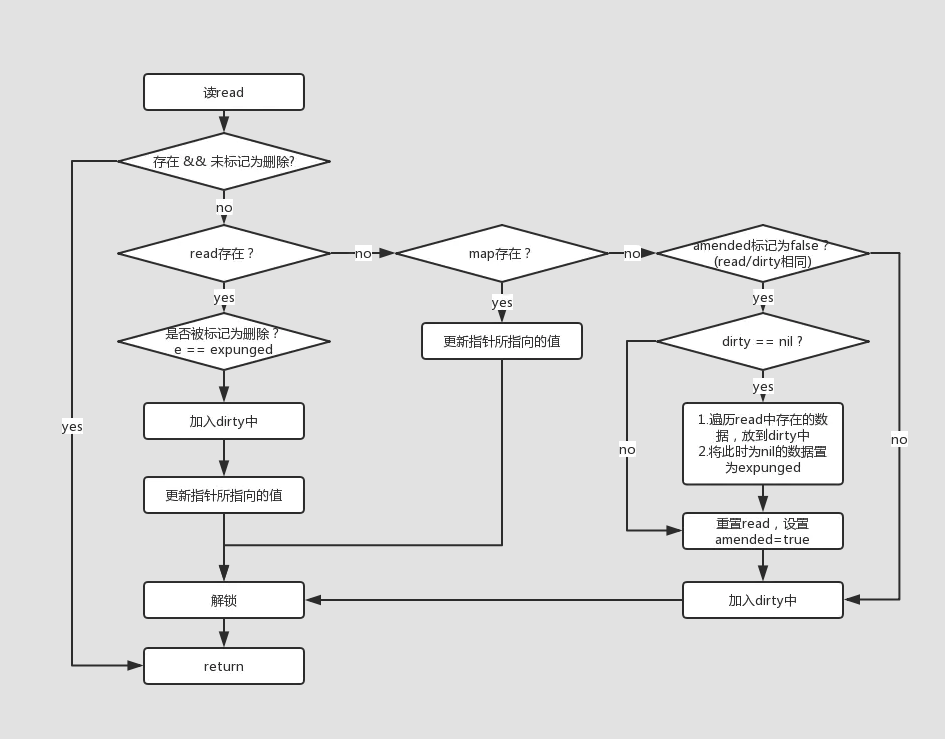 读read
存在 && 未标记为删除?
no
read存在？
no
map存在？
no
amended标记为false？
(read/dirty相同)
yes
yes
yes
是否被标记为删除？
e == expunged
更新指针所指向的值
dirty == nil？
yes
加入dirty中
1.遍历read中存在的数
据，放到dirty中
2.将此时为nil的数据置
为expunged
yes
no
no
更新指针所指向的值
重置read，设置
amended=true
解锁
加入dirty中
return